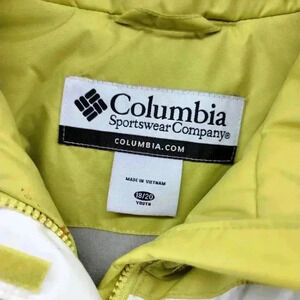 Columbia
Sportswear Company®
COLUMBIA.COM
MADE IN VIETNAM
18/20
YOUTH